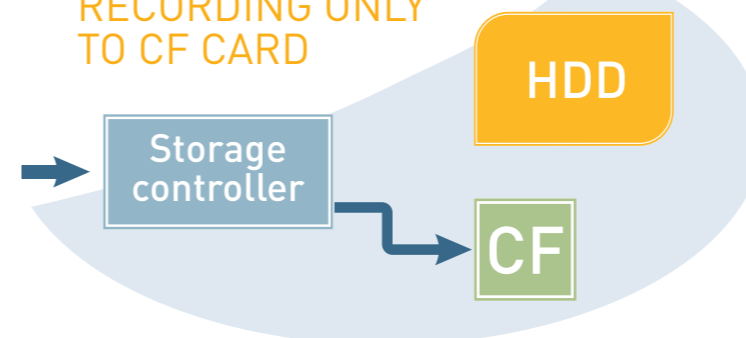 RECORDING ONLY
TO CF CARD
HDD
Storage
controller
CF